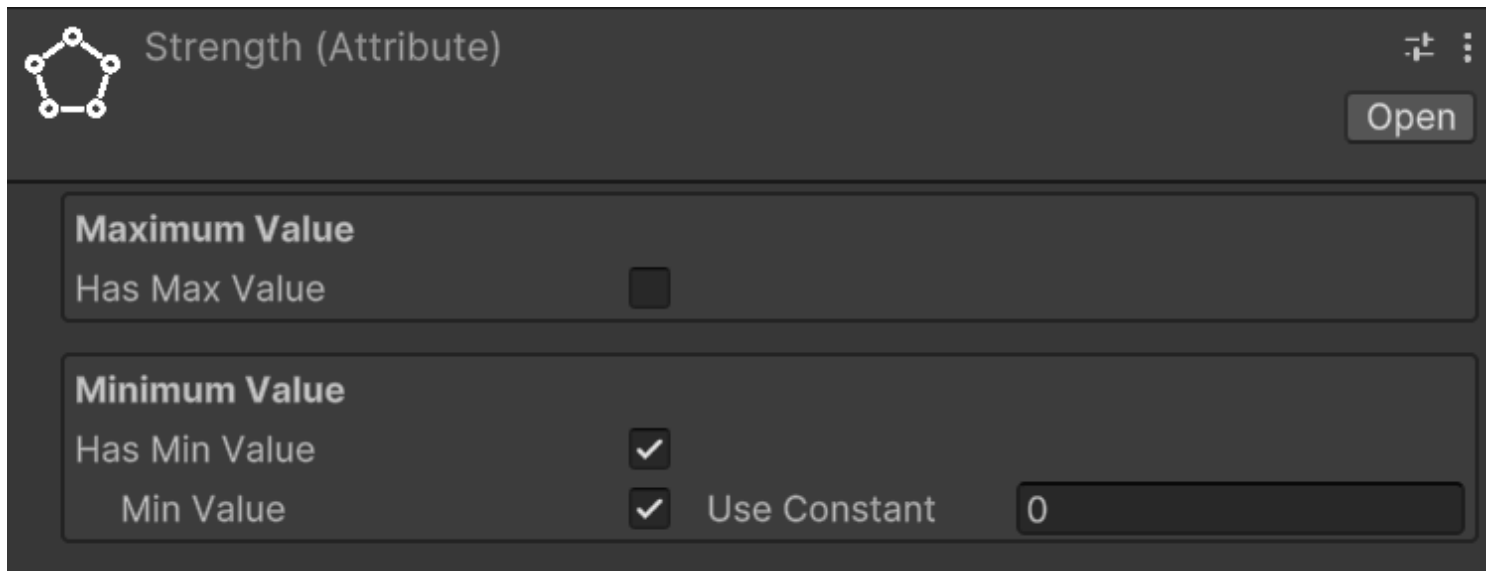 Strength (Attribute)
Open
Maximum Value
Has Max Value
Minimum Value
Has Min Value
Min Value Use Constant 0